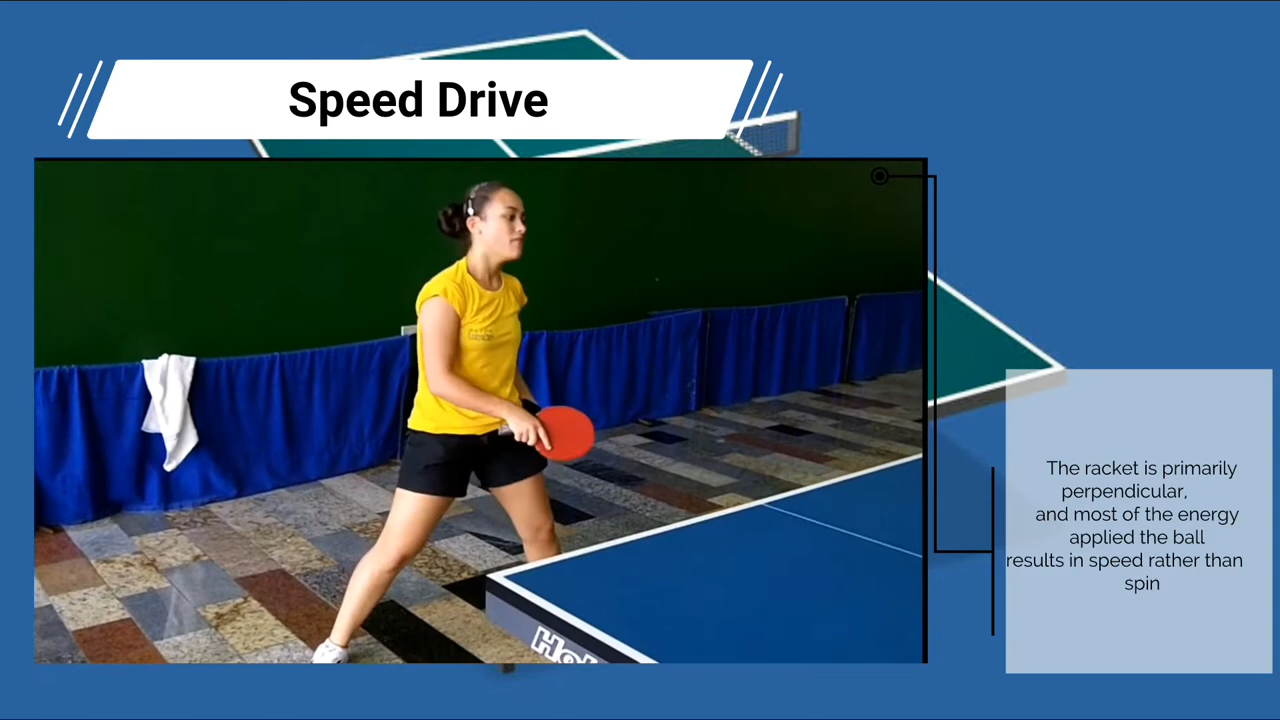 Speed Drive
The racket is primarily
perpendicular,
and most of the energy
applied the ball
results in speed rather than
spin